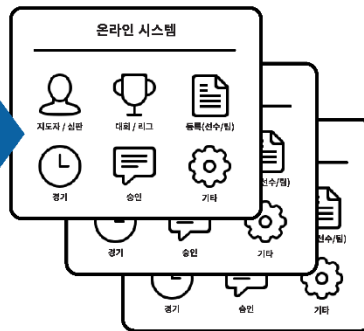 온라인 시스템
지도자 / 심판
대회 / 리그
등록(선수/팀)
경기
승인
기타
선수/팀)
경기
승인
기타
선수/팀)
경기
승인
기타